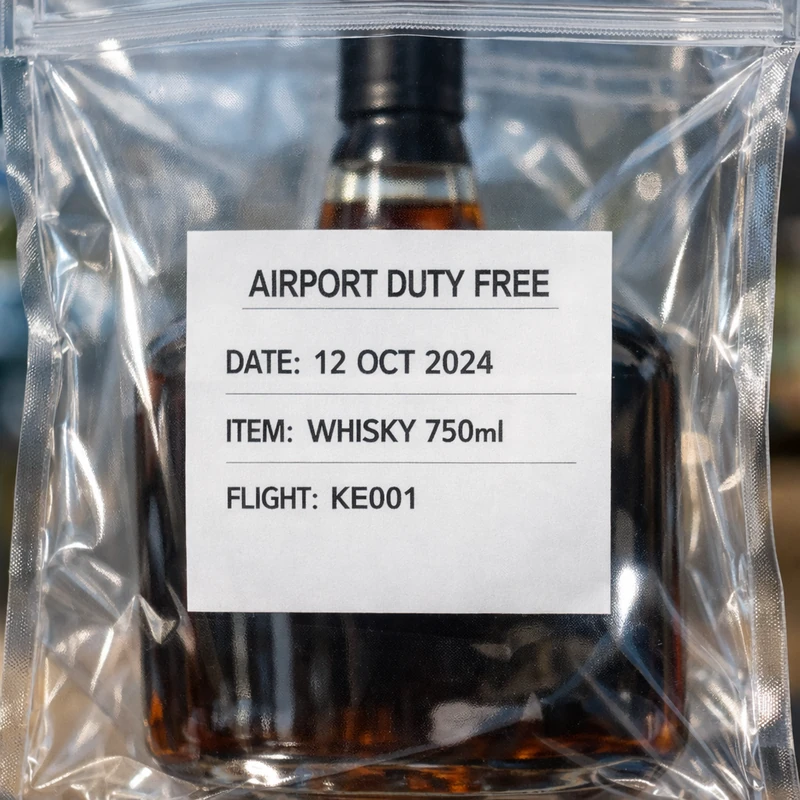 AIRPORT DUTY FREE
DATE: 12 OCT 2024
ITEM: WHISKY 750ml
FLIGHT: KE001